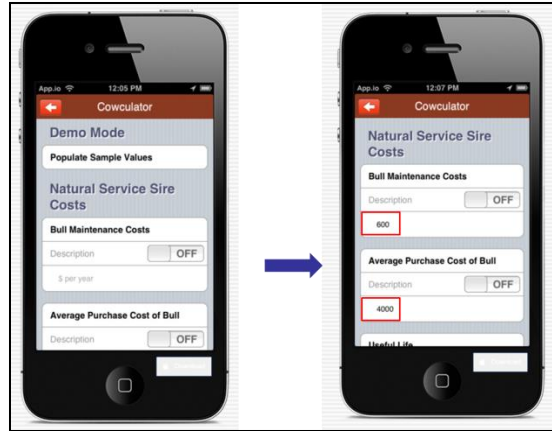 App.io 12:05 PM
Cowculator
Demo Mode
Populate Sample Values
Natural Service Sire
Costs
Bull Maintenance Costs
Description OFF
$ per year
Average Purchase Cost of Bull
Description OFF
App.io 12:07 PM
Cowculator
Natural Service Sire
Costs
Bull Maintenance Costs
Description OFF
600
Average Purchase Cost of Bull
Description OFF
4000
Useful Life